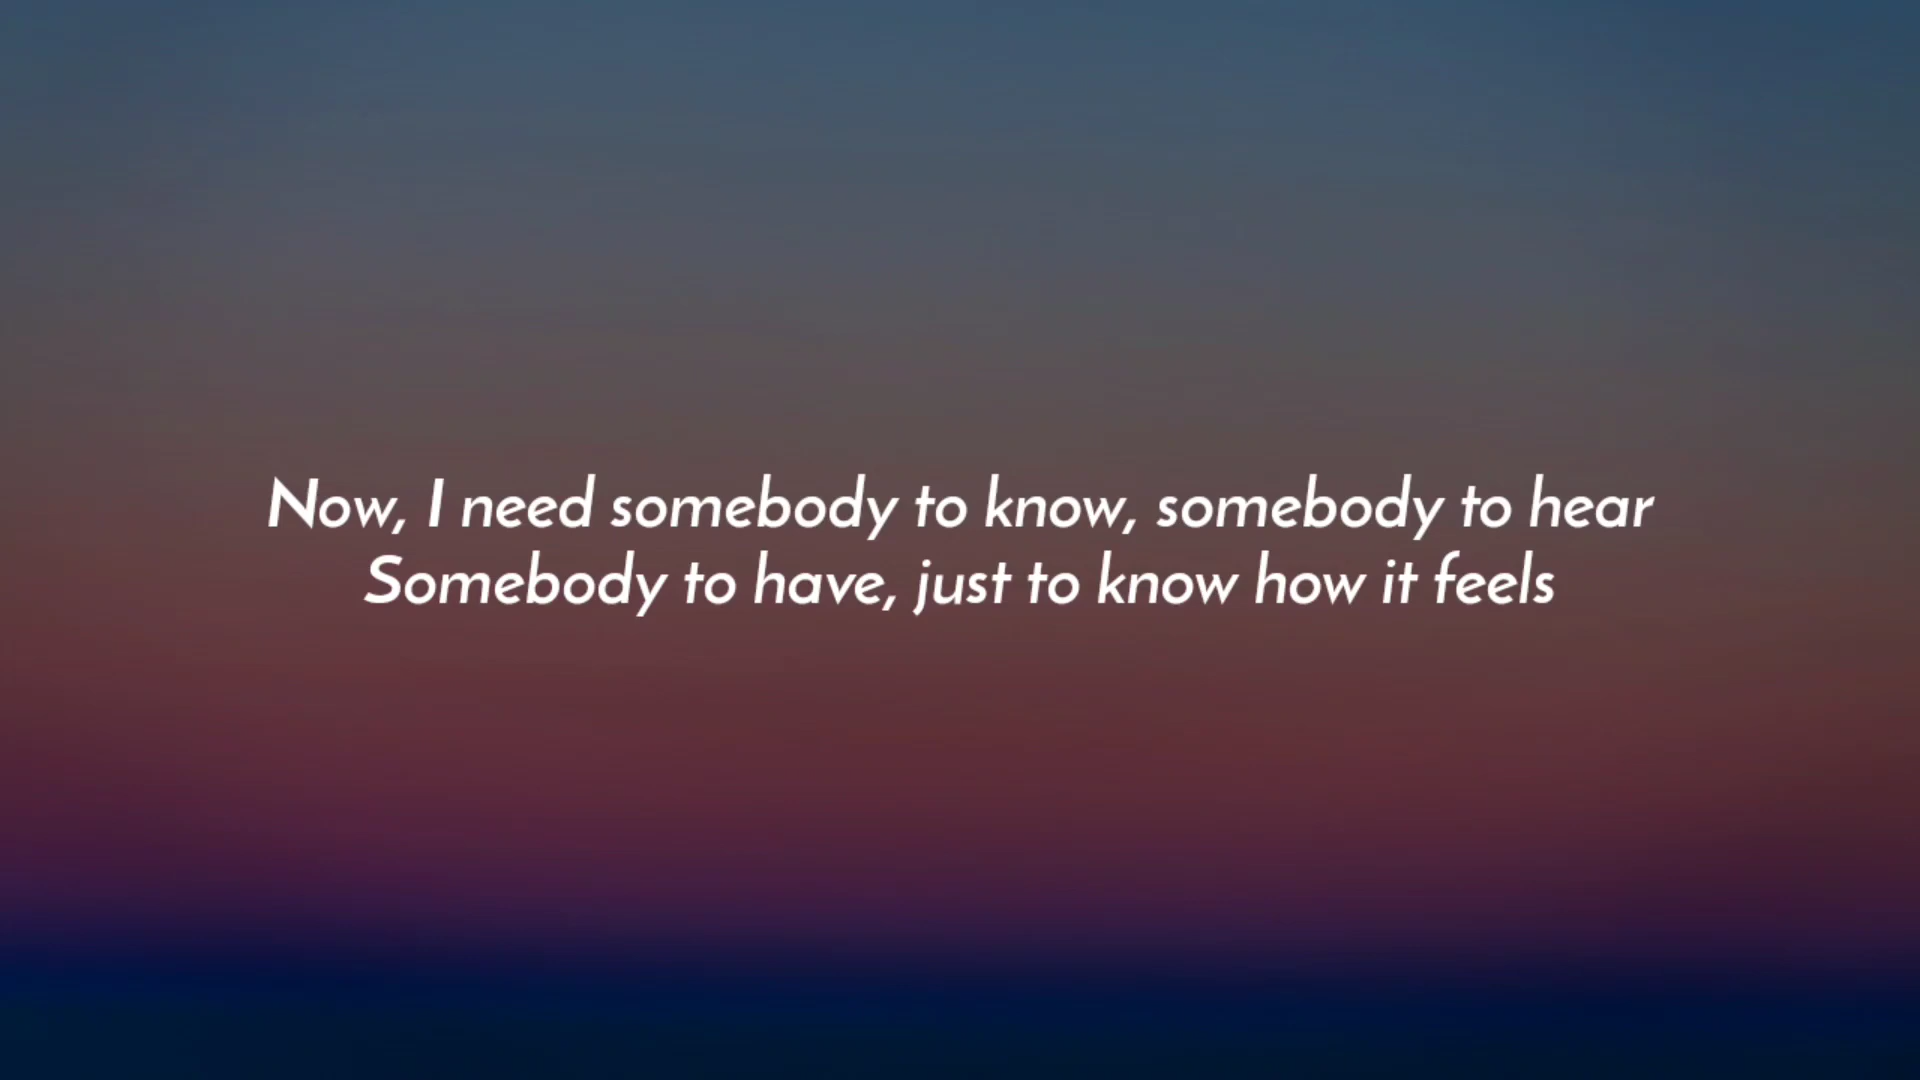 Now, I need somebody to know, somebody to hear
Somebody to have, just to know how it feels